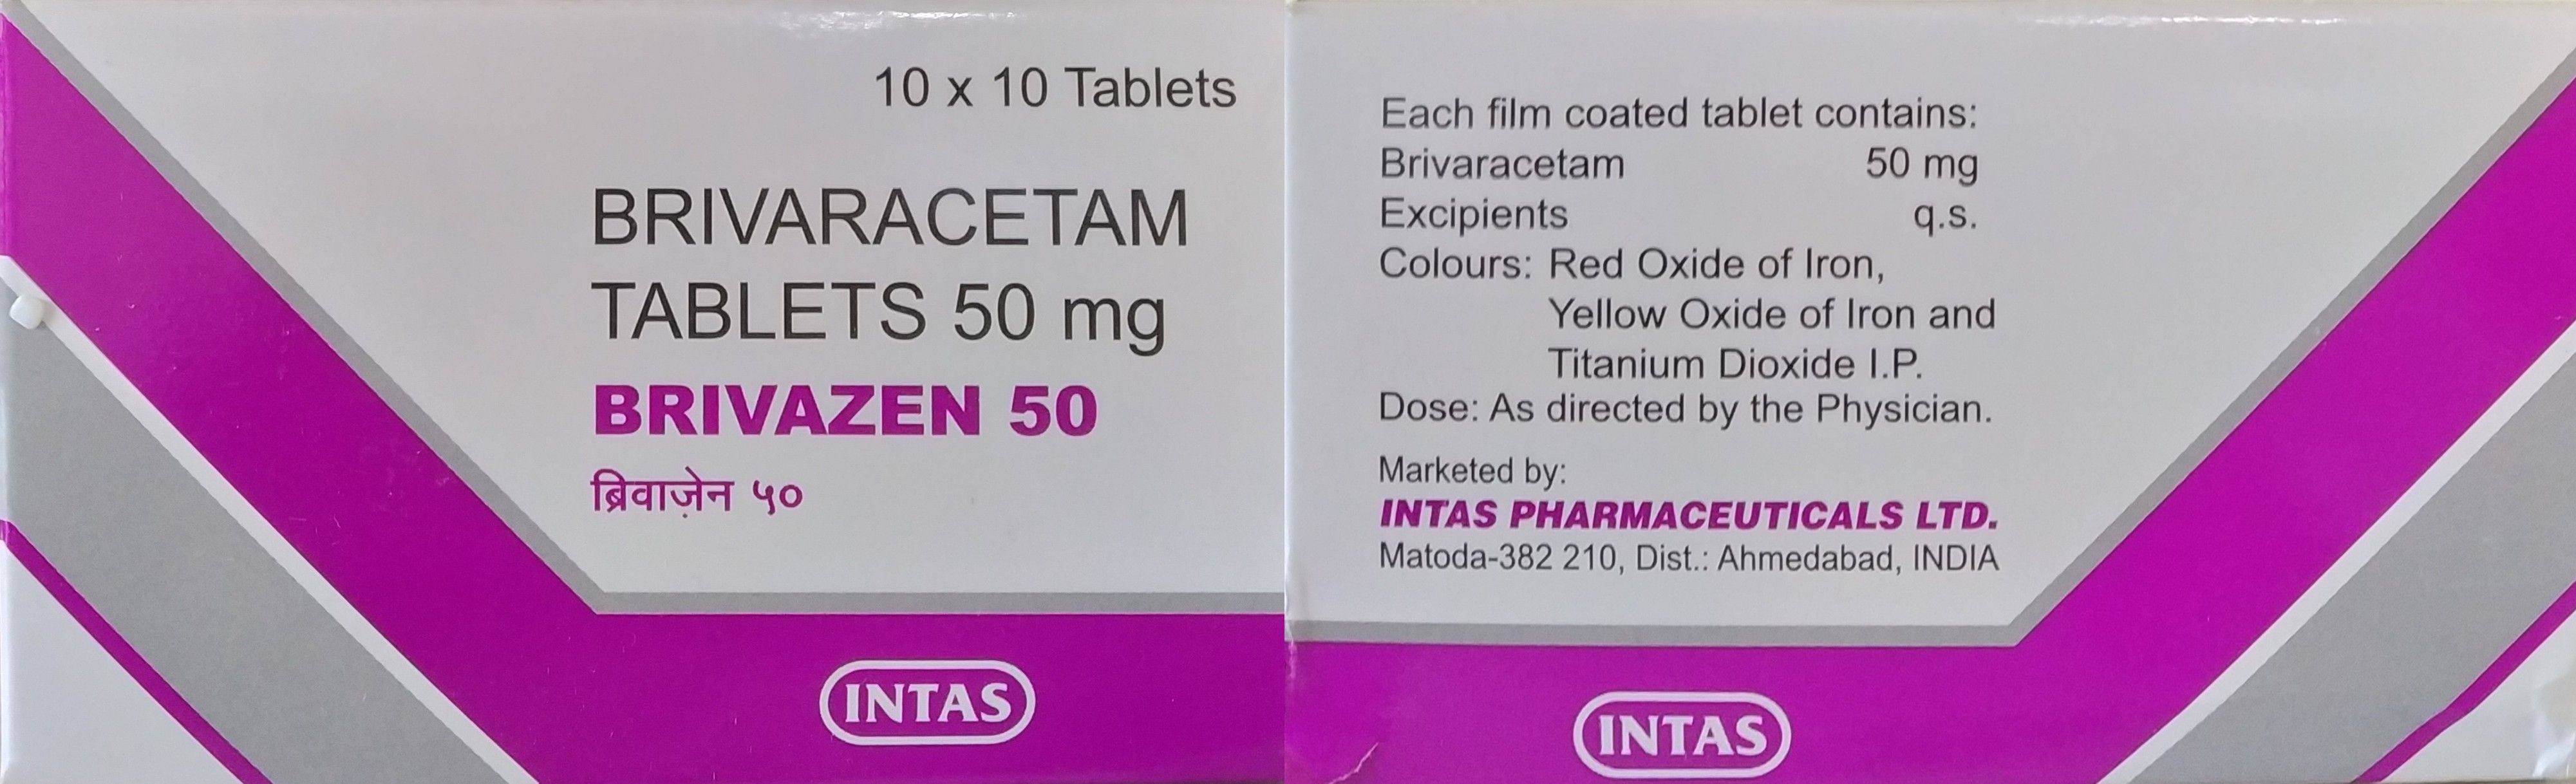 10 x 10 Tablets
BRIVARACETAM
TABLETS 50 mg
BRIVAZEN 50
ब्रिवाज़ेन ५०
INTAS
Each film coated tablet contains:
Brivaracetam 50 mg
Excipients q.s.
Colours: Red Oxide of Iron,
Yellow Oxide of Iron and
Titanium Dioxide I.P.
Dose: As directed by the Physician.
Marketed by:
INTAS PHARMACEUTICALS LTD.
Matoda-382 210, Dist.: Ahmedabad, INDIA
INTAS